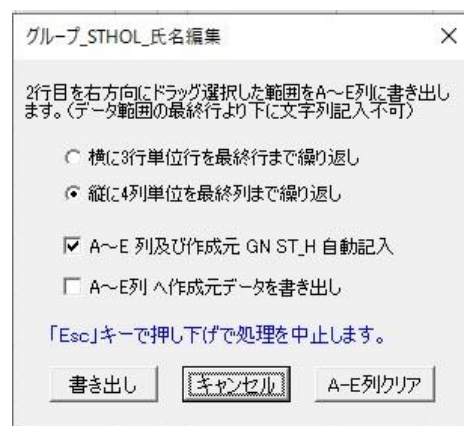 グループ_STHOL_氏名編集
2行目を右方向にドラッグ選択した範囲をA～E列に書き出し
ます。（データ範囲の最終行より下に文字列記入不可）
横に3行単位行を最終行まで繰り返し
縦に4列単位を最終列まで繰り返し
A～E 列及び作成元 GN ST_H 自動記入
A～E列 へ作成元データを書き出し
「Esc」キーで押し下げで処理を中止します。
書き出し
キャンセル
A-E列クリア